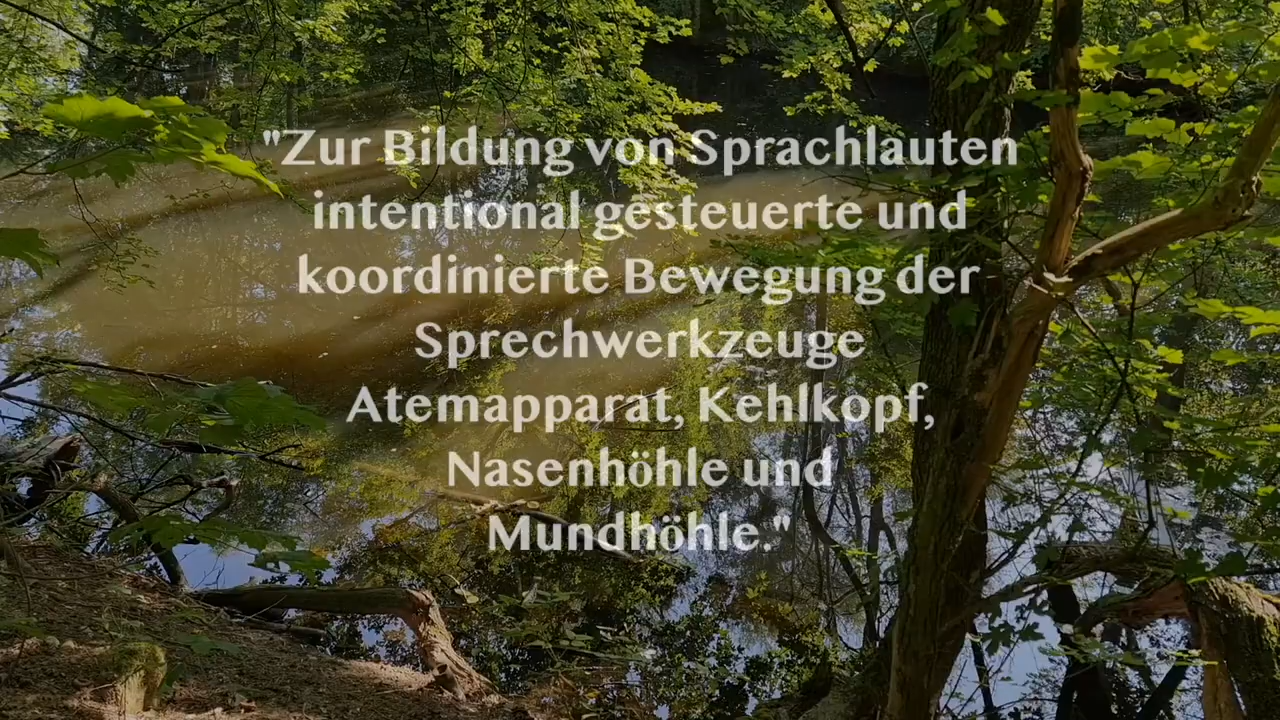 "Zur Bildung von Sprachlauten
intentional gesteuerte und
koordinierte Bewegung der
Sprechwerkzeuge
Atemapparat, Kehlkopf,
Nasenhöhle und
Mundhöhle."